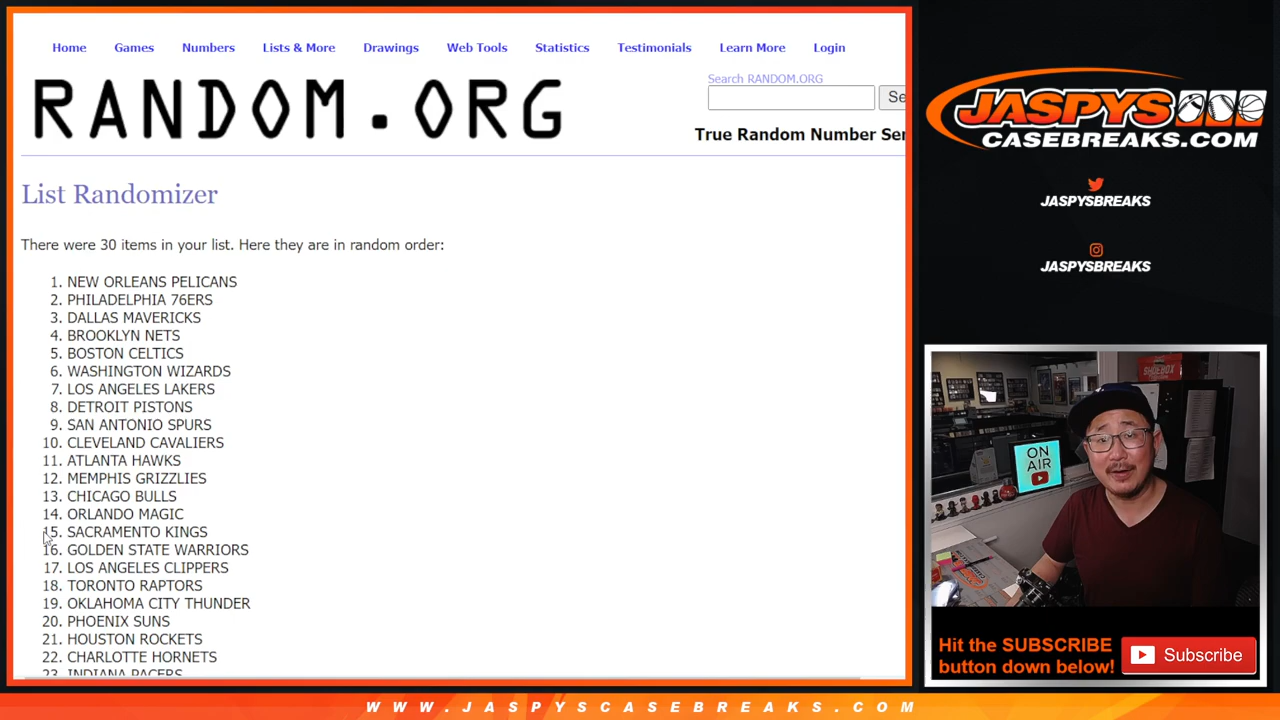 Home Games Numbers Lists & More Drawings Web Tools Statistics Testimonials Learn More Login
RANDOM.ORG
Search RANDOM.ORG
Se
True Random Number Ser
List Randomizer
There were 30 items in your list. Here they are in random order:
1. NEW ORLEANS PELICANS
2. PHILADELPHIA 76ERS
3. DALLAS MAVERICKS
4. BROOKLYN NETS
5. BOSTON CELTICS
6. WASHINGTON WIZARDS
7. LOS ANGELES LAKERS
8. DETROIT PISTONS
9. SAN ANTONIO SPURS
10. CLEVELAND CAVALIERS
11. ATLANTA HAWKS
12. MEMPHIS GRIZZLIES
13. CHICAGO BULLS
14. ORLANDO MAGIC
15. SACRAMENTO KINGS
16. GOLDEN STATE WARRIORS
17. LOS ANGELES CLIPPERS
18. TORONTO RAPTORS
19. OKLAHOMA CITY THUNDER
20. PHOENIX SUNS
21. HOUSTON ROCKETS
22. CHARLOTTE HORNETS
23. INDIANA PACERS
JASPYS
CASEBREAKS.COM
JASPYSBREAKS
JASPYSBREAKS
SHOEBOX
ON
AIR
Hit the SUBSCRIBE
button down below!
Subscribe
WWW.JASPYSCASEBREAKS.COM